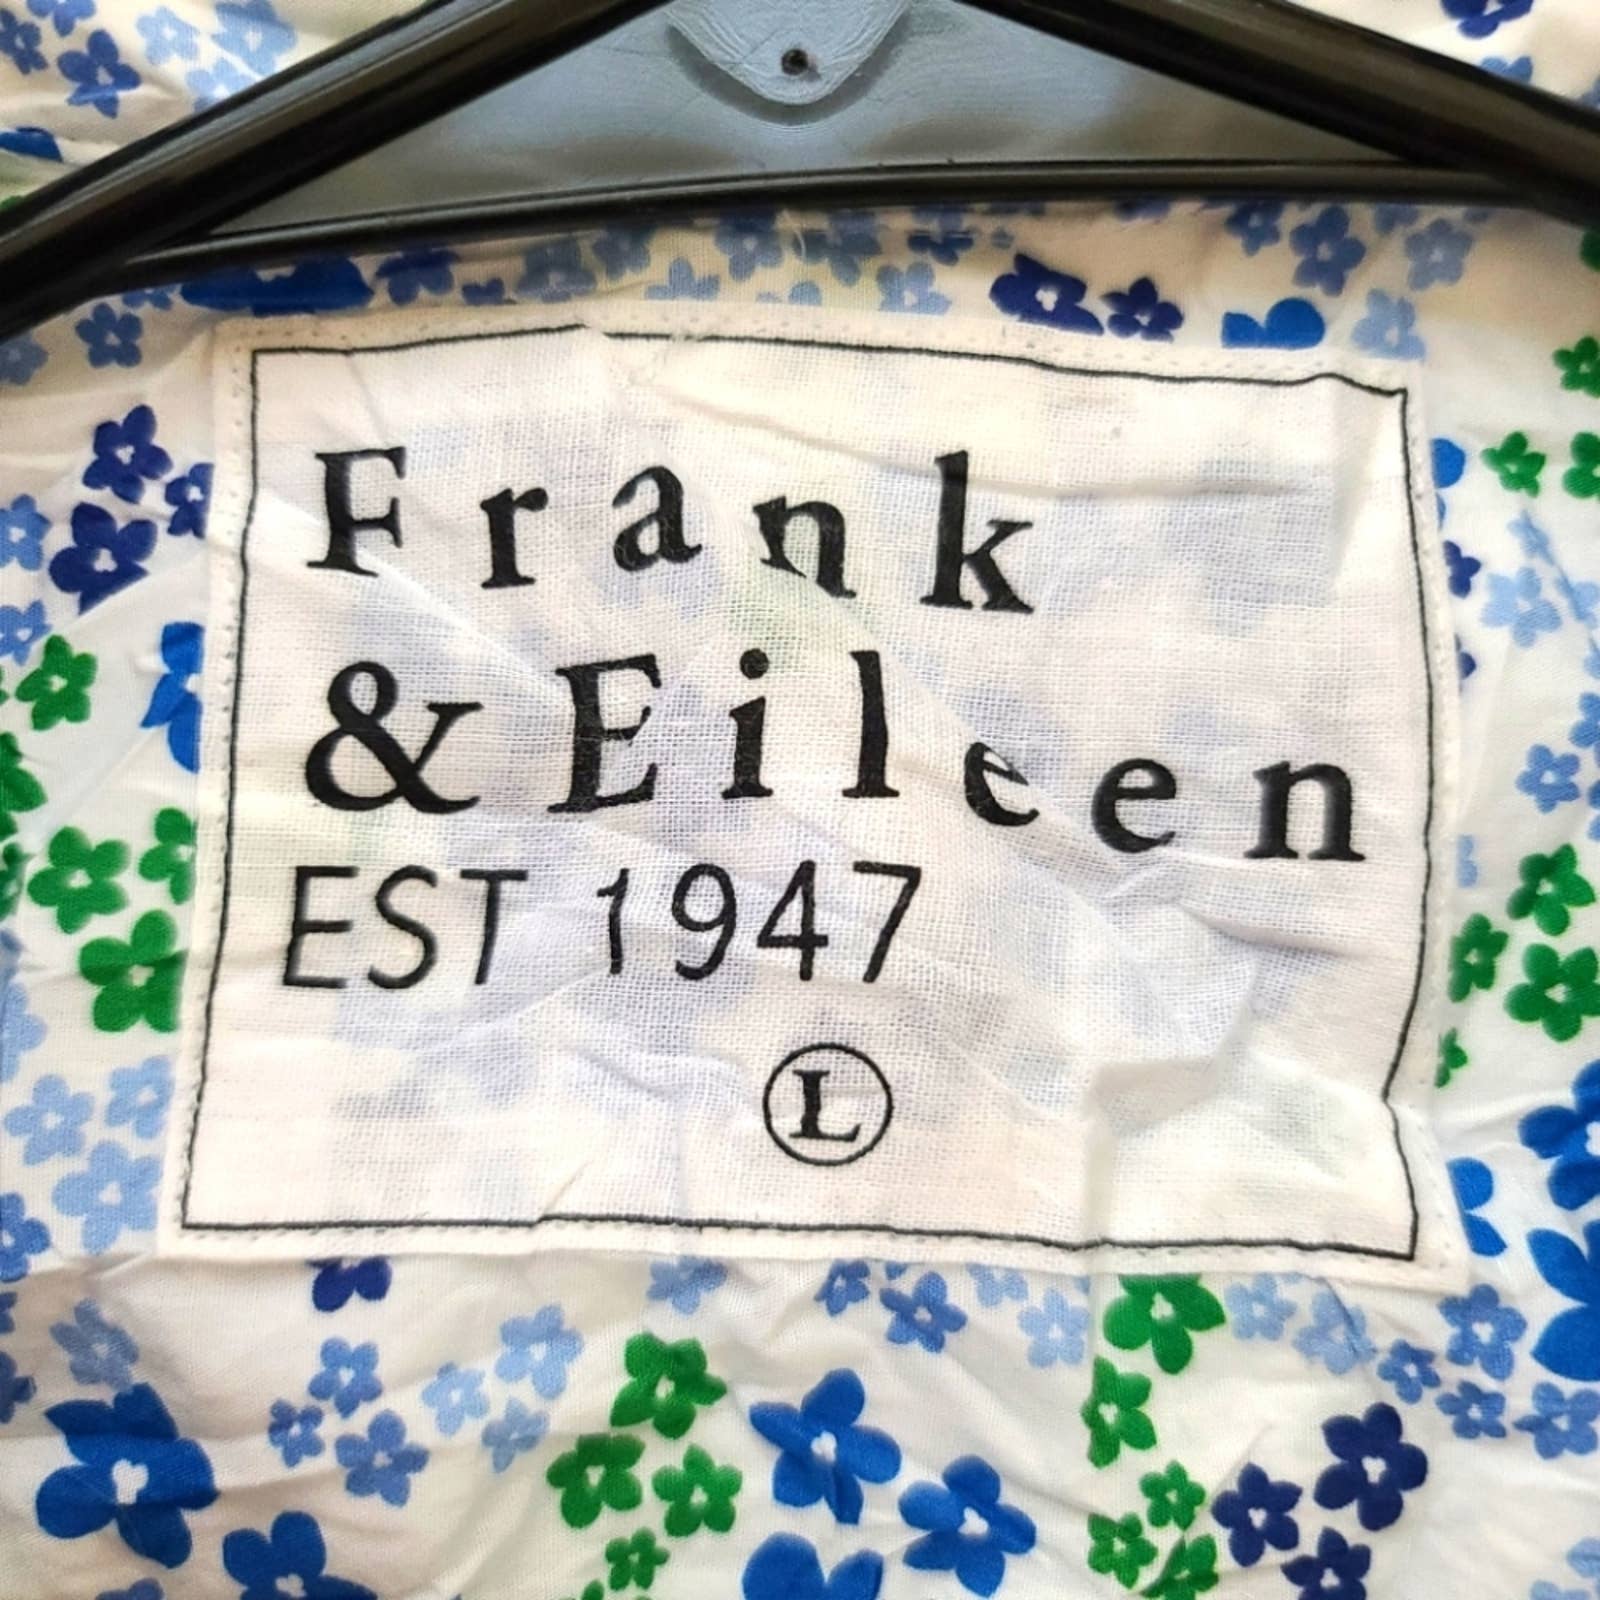 Frank
& Eileen
EST 1947
L